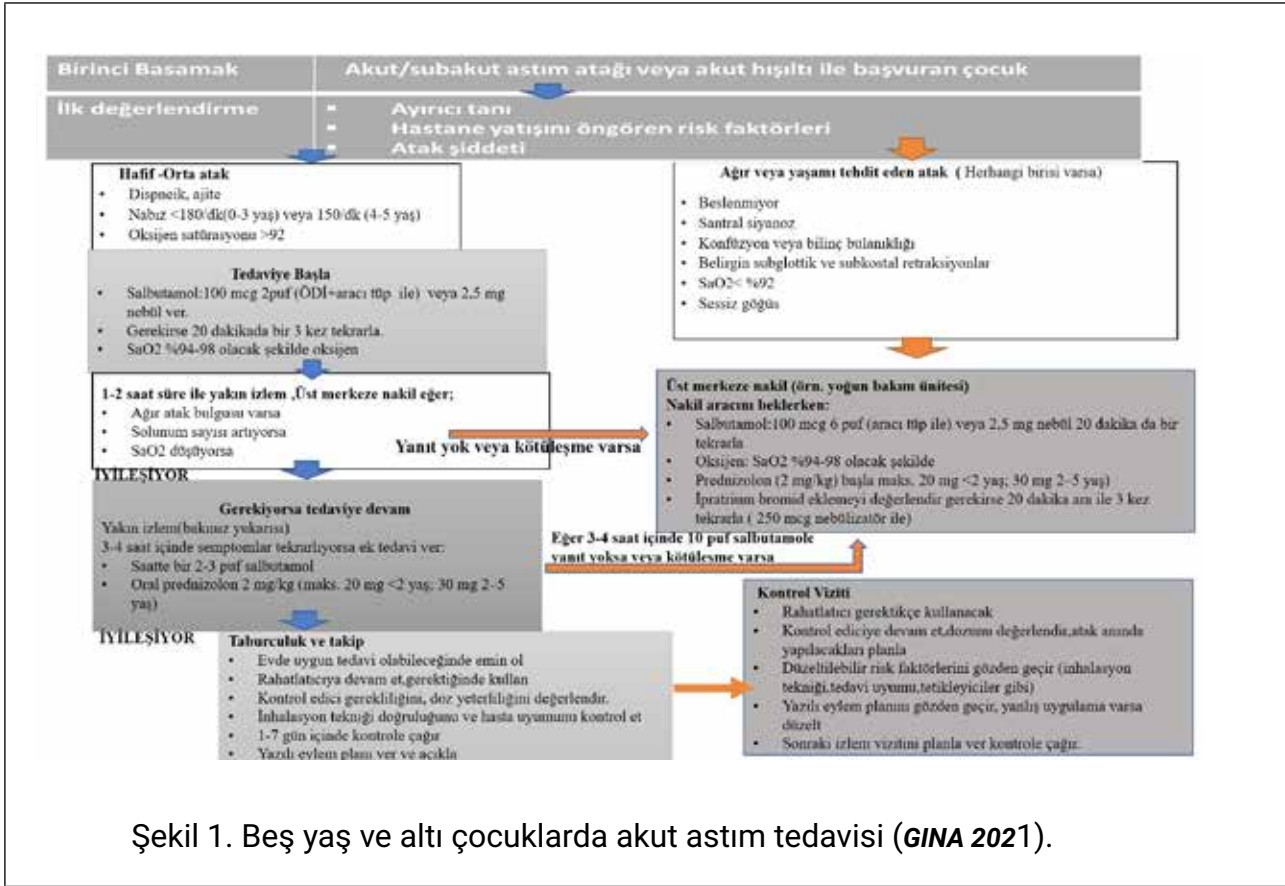 Birinci Basamak
Akut/subakut astım atağı veya akut hışıltı ile başvuran çocuk
İlk değerlendirme
▪ Ayırıcı tanı
▪ Hastane yatışını öngören risk faktörleri
▪ Atak şiddeti
Hafif -Orta atak
• Dispneik, ajite
• Nabız <180/dk(0-3 yaş) veya 150/dk (4-5 yaş)
• Oksijen satürasyonu >92
Tedaviye Başla
• Salbutamol:100 mcg 2puf (ÖDİ+aracı tüp ile) veya 2,5 mg
nebül ver.
• Gerekirse 20 dakikada bir 3 kez tekrarla.
• SaO2 %94-98 olacak şekilde oksijen
1-2 saat süre ile yakın izlem ,Üst merkeze nakil eğer;
• Ağır atak bulgusu varsa
• Solunum sayısı artıyorsa
• SaO2 düşüyorsa
Yanıt yok veya kötüleşme varsa
İYİLEŞİYOR
Gerekiyorsa tedaviye devam
Yakın izlem(bakınız yukarısı)
3-4 saat içinde semptomlar tekrarlıyorsa ek tedavi ver:
• Saatte bir 2-3 puf salbutamol
• Oral prednizolon 2 mg/kg (maks. 20 mg <2 yaş; 30 mg 2–5
yaş)
Eğer 3-4 saat içinde 10 puf salbutamole
yanıt yoksa veya kötüleşme varsa
İYİLEŞİYOR
Taburculuk ve takip
• Evde uygun tedavi olabileceğinde emin ol
• Rahatlatıcıya devam et,gerektiğinde kullan
• Kontrol edici gerekliliğini, doz yeterliliğini değerlendir.
• İnhalasyon tekniği doğruluğunu ve hasta uyumunu kontrol et
• 1-7 gün içinde kontrole çağır
• Yazılı eylem planı ver ve açıkla
Ağır veya yaşamı tehdit eden atak ( Herhangi birisi varsa)
• Beslenmıyor
• Santral siyanoz
• Konfüzyon veya bilinç bulanıklığı
• Belirgin subglottik ve subkostal retraksiyonlar
• SaO2< %92
• Sessiz göğüs
Üst merkeze nakil (örn. yoğun bakım ünitesi)
Nakil aracını beklerken:
• Salbutamol:100 mcg 6 puf (aracı tüp ile) veya 2,5 mg nebül 20 dakika da bir
tekrarla
• Oksijen: SaO2 %94-98 olacak şekilde
• Prednizolon (2 mg/kg) başla maks. 20 mg <2 yaş; 30 mg 2–5 yaş)
• İpratrium bromid eklemeyi değerlendir gerekirse 20 dakika ara ile 3 kez
tekrarla ( 250 mcg nebülizatör ile)
Kontrol Viziti
• Rahatlatıcı gerektikçe kullanacak
• Kontrol ediciye devam et,dozunu değerlendir,atak anında
yapılacakları planla
• Düzeltilebilir risk faktörlerini gözden geçir (inhalasyon
tekniği,tedavi uyumu,tetikleyiciler gibi)
• Yazılı eylem planını gözden geçir, yanlış uygulama varsa
düzelt
• Sonraki izlem vizitini planla ver kontrole çağır.
Şekil 1. Beş yaş ve altı çocuklarda akut astım tedavisi (GINA 2021).